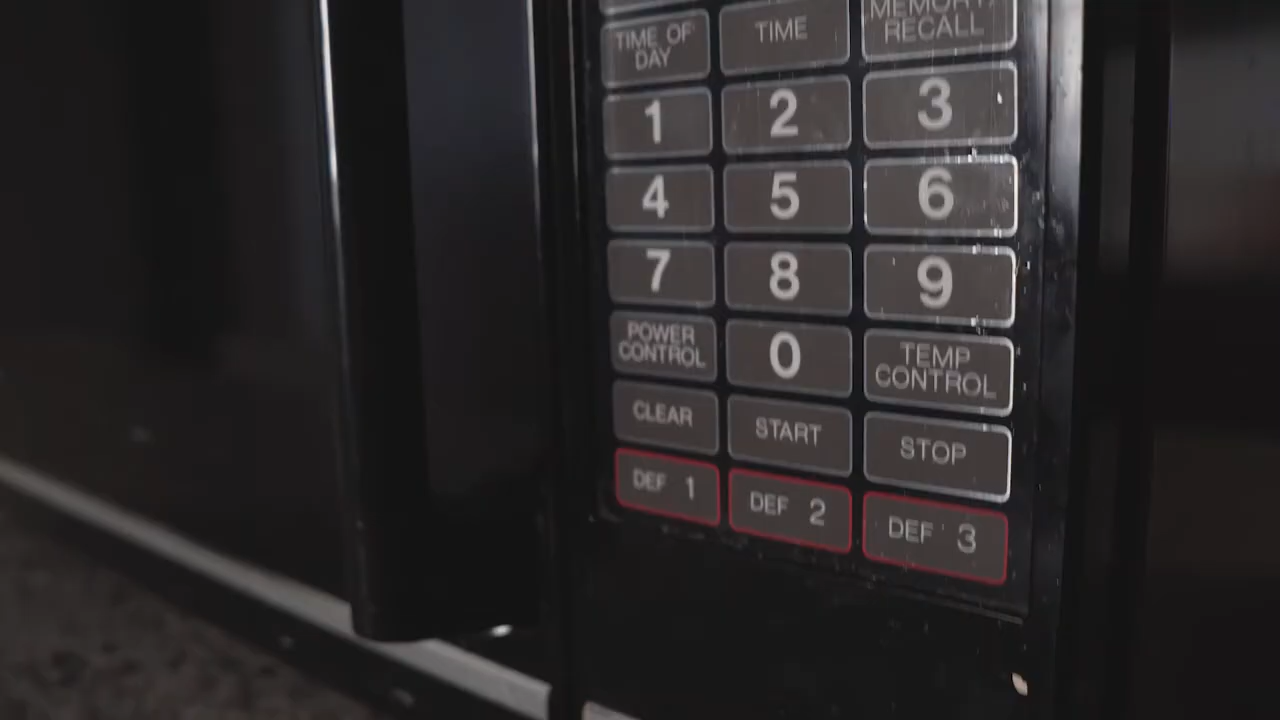 TIME OF
DAY
TIME
MEMORY/
RECALL
1
2
3
4
5
6
7
8
9
POWER
CONTROL
0
TEMP
CONTROL
CLEAR
START
STOP
DEF 1
DEF 2
DEF 3